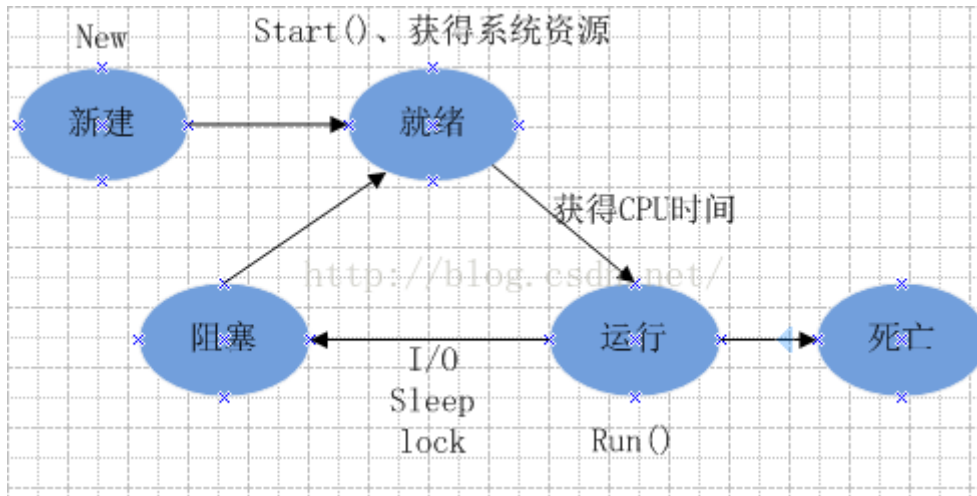 New
Start()、获得系统资源
新建
就绪
获得CPU时间
http://blog.csdn.net/
阻塞
运行
死亡
I/O
Sleep
lock
Run()